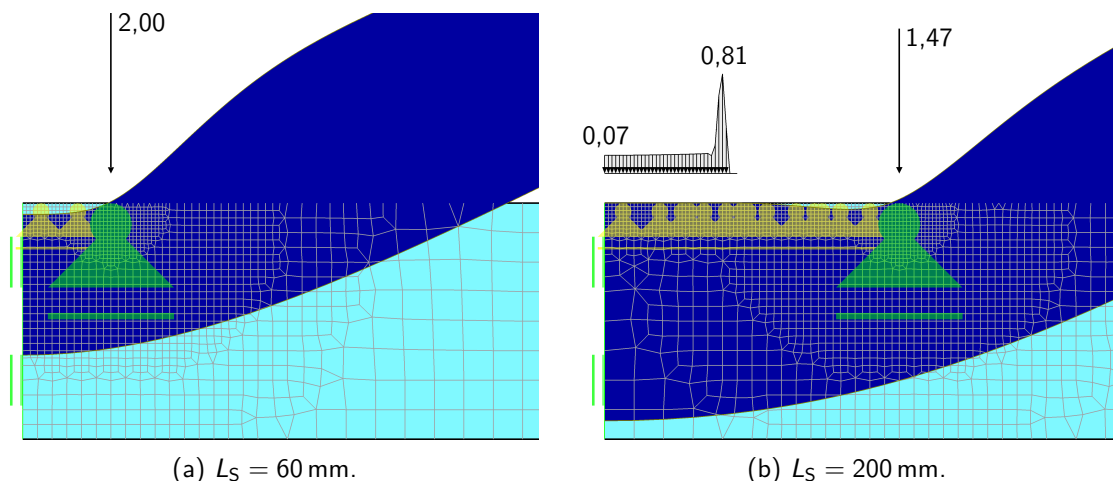 2,00
1,47
0,81
0,07
(a) L_S = 60 mm.
(b) L_S = 200 mm.